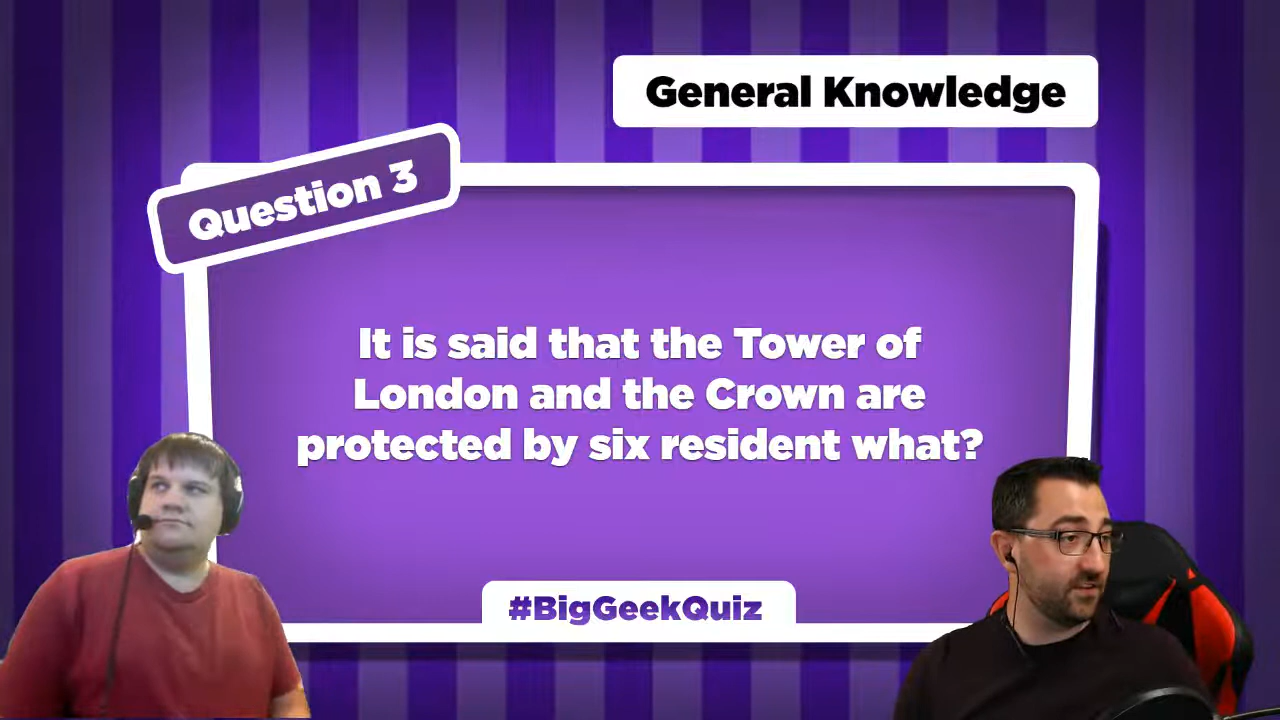 General Knowledge
Question 3
It is said that the Tower of
London and the Crown are
protected by six resident what?
#BigGeekQuiz